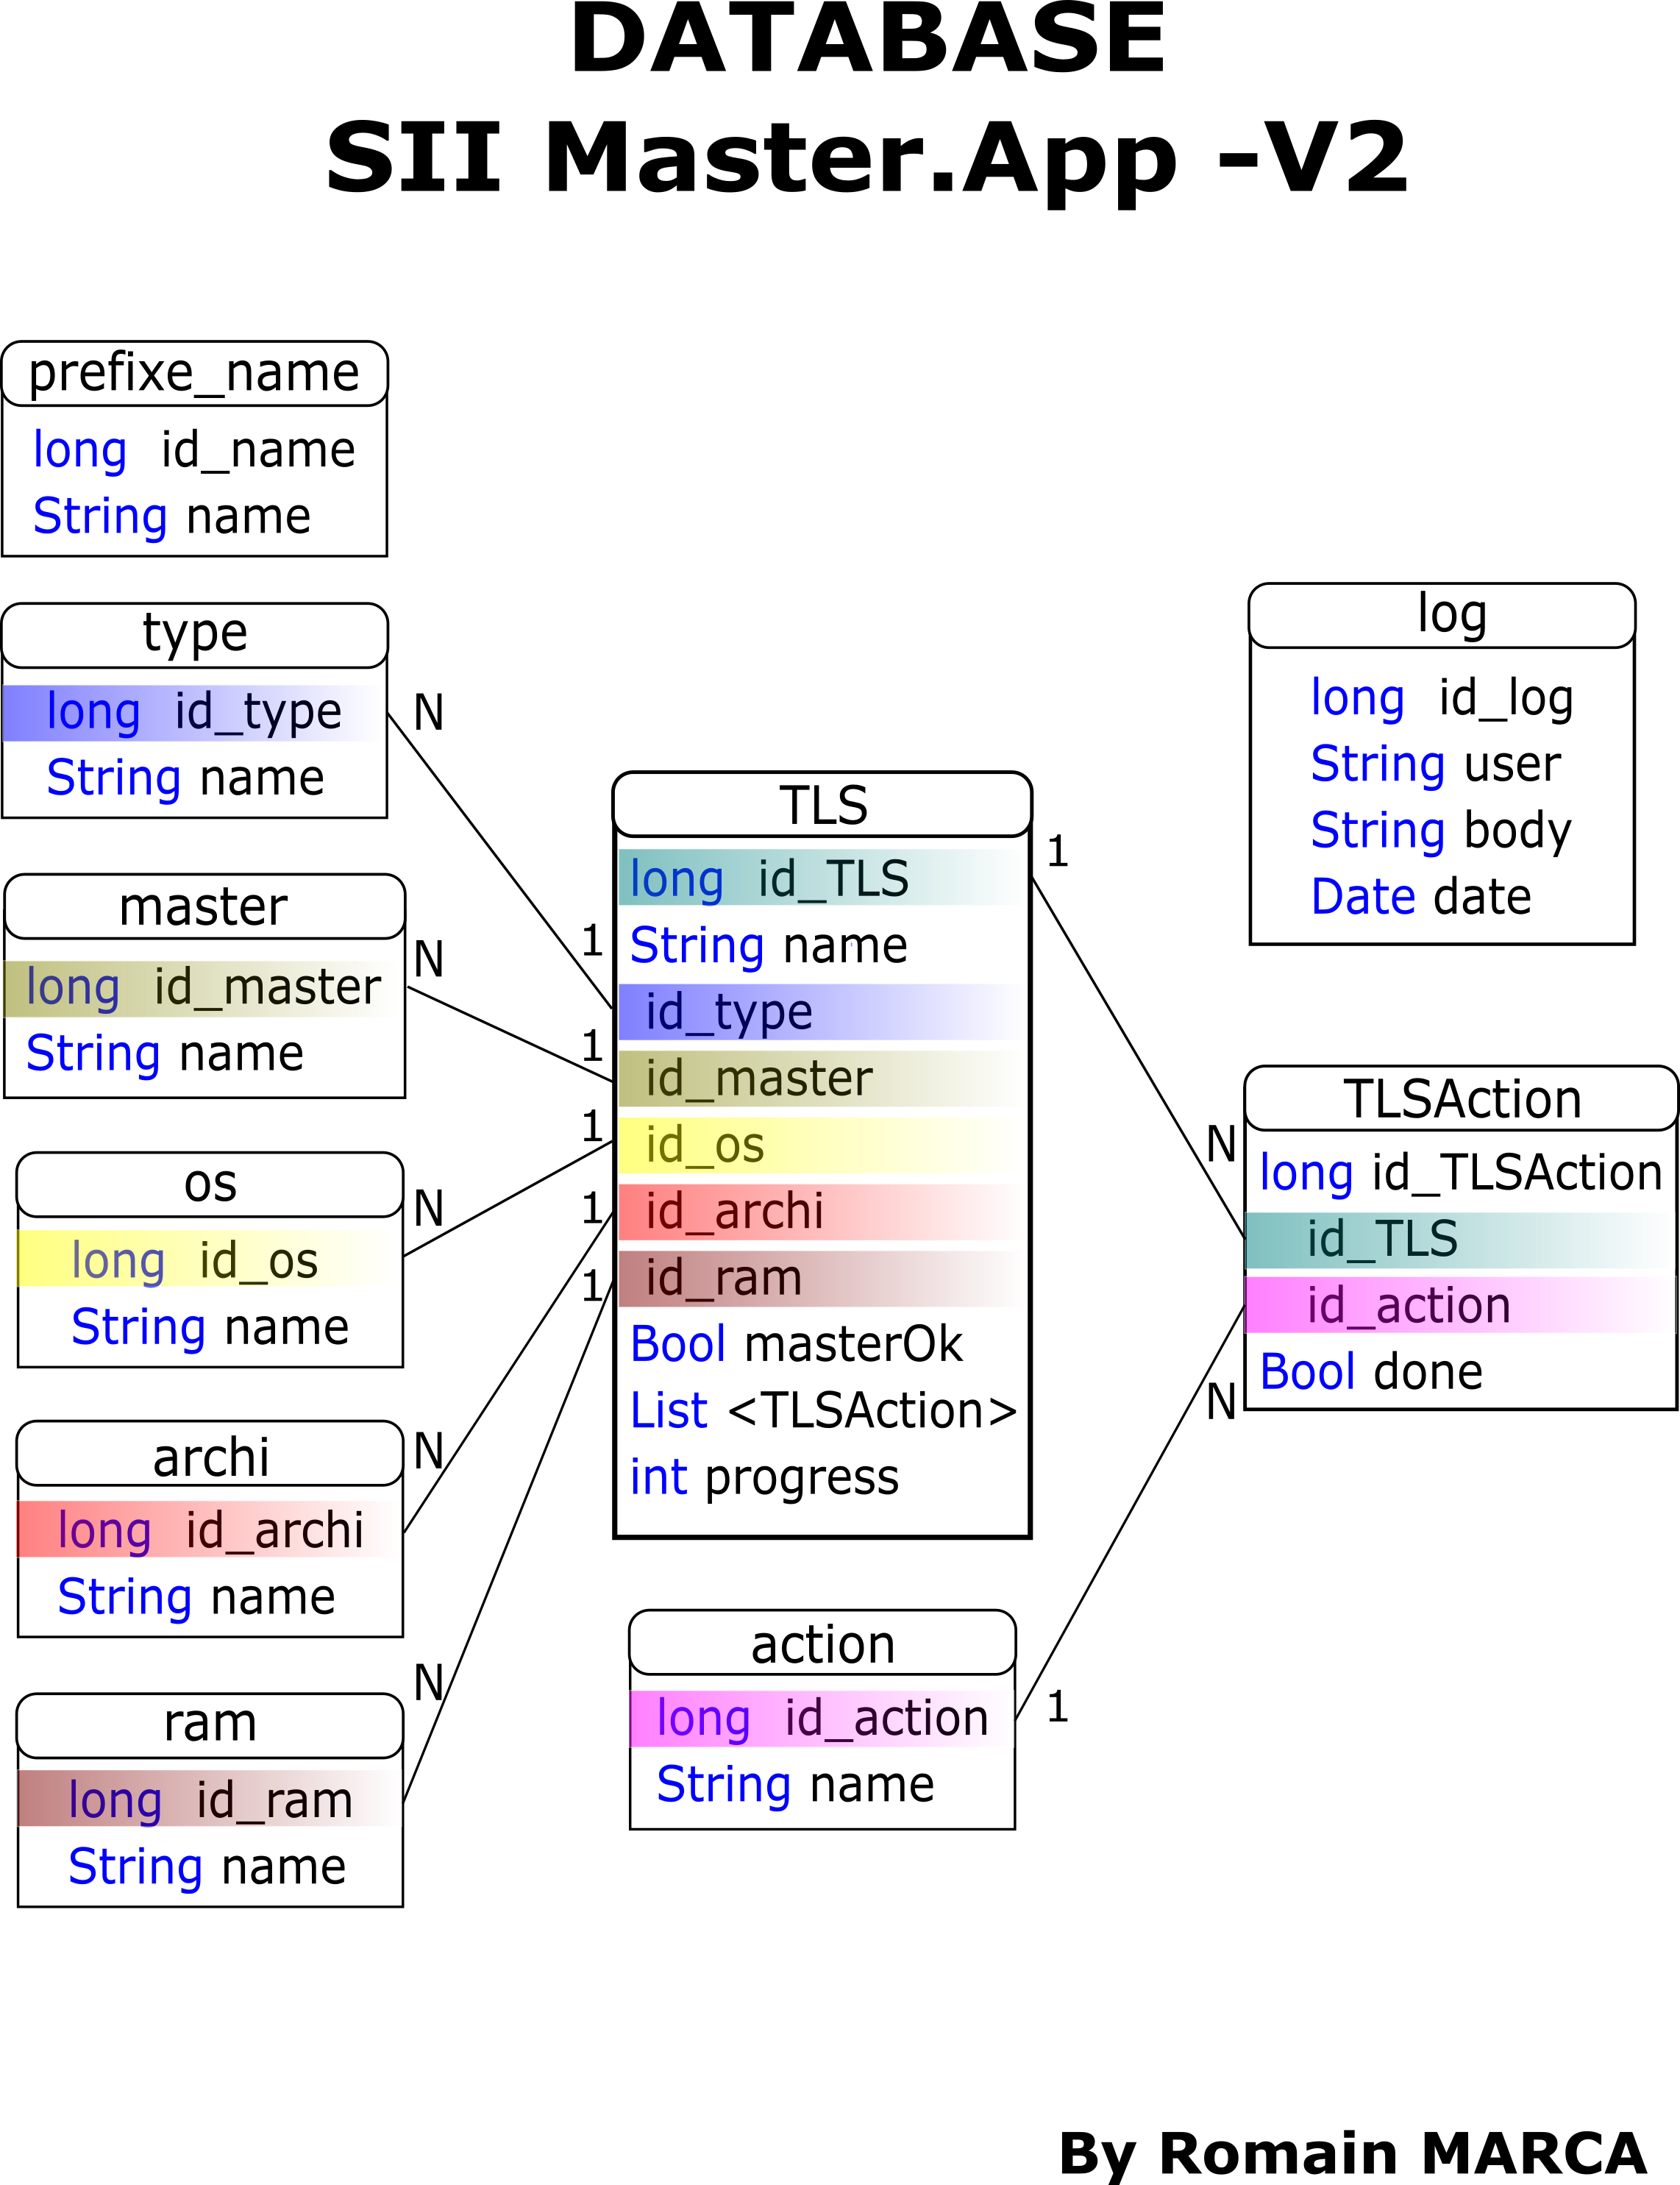 DATABASE
SII Master.App -V2
prefixe_name
long id_name
String name
type
long id_type
String name
N
master
long id_master
String name
N
os
long id_os
String name
N
archi
long id_archi
String name
N
ram
long id_ram
String name
N
TLS
long id_TLS
String name
id_type
id_master
id_os
id_archi
id_ram
Bool masterOk
List <TLSAction>
int progress
1
1
1
1
1
1
action
long id_action
String name
1
log
long id_log
String user
String body
Date date
TLSAction
long id_TLSAction
id_TLS
id_action
Bool done
N
N
By Romain MARCA